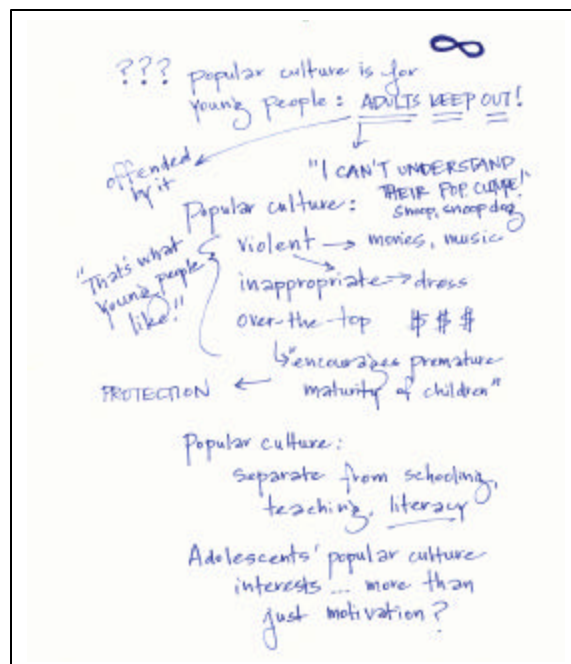 ??? popular culture is for
young people: ADULTS KEEP OUT!
offended
by it
"I CAN'T UNDERSTAND
THEIR POP. CULTURE!"
snoop, snoop dog
Popular culture:
"That's what
young people
like."
violent → movies, music
inappropriate → dress
over-the-top $ $ $
"encourages premature
maturity of children"
PROTECTION ←
Popular culture:
separate from schooling,
teaching, literacy
Adolescents' popular culture
interests ... more than
just motivation?